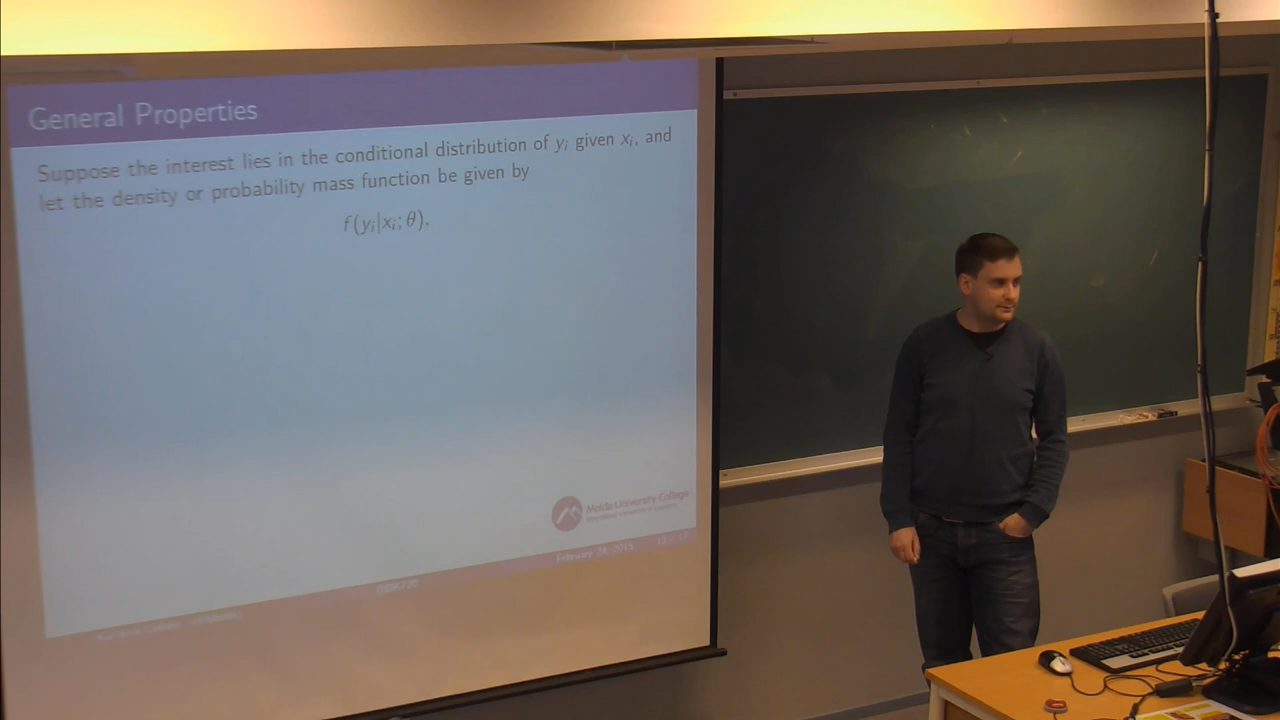 General Properties
Suppose the interest lies in the conditional distribution of yᵢ given xᵢ, and
let the density or probability mass function be given by
f(yᵢ|xᵢ; θ),
Molde University College
February 24, 2015